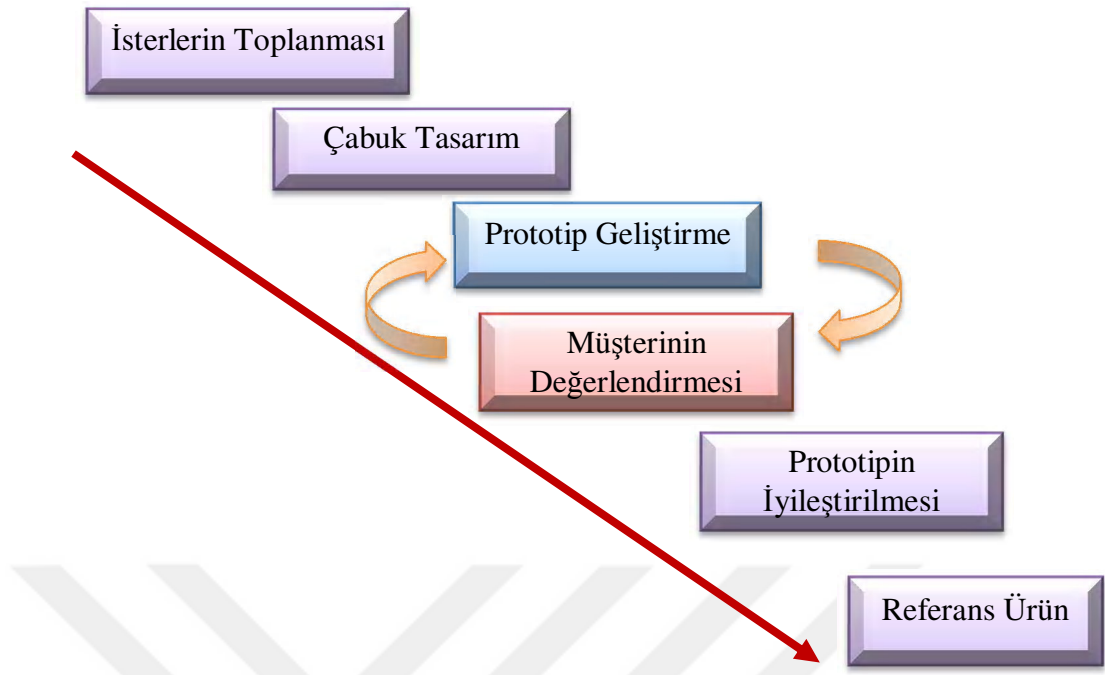 İsterlerin Toplanması
Çabuk Tasarım
Prototip Geliştirme
Müşterinin
Değerlendirmesi
Prototipin
İyileştirilmesi
Referans Ürün